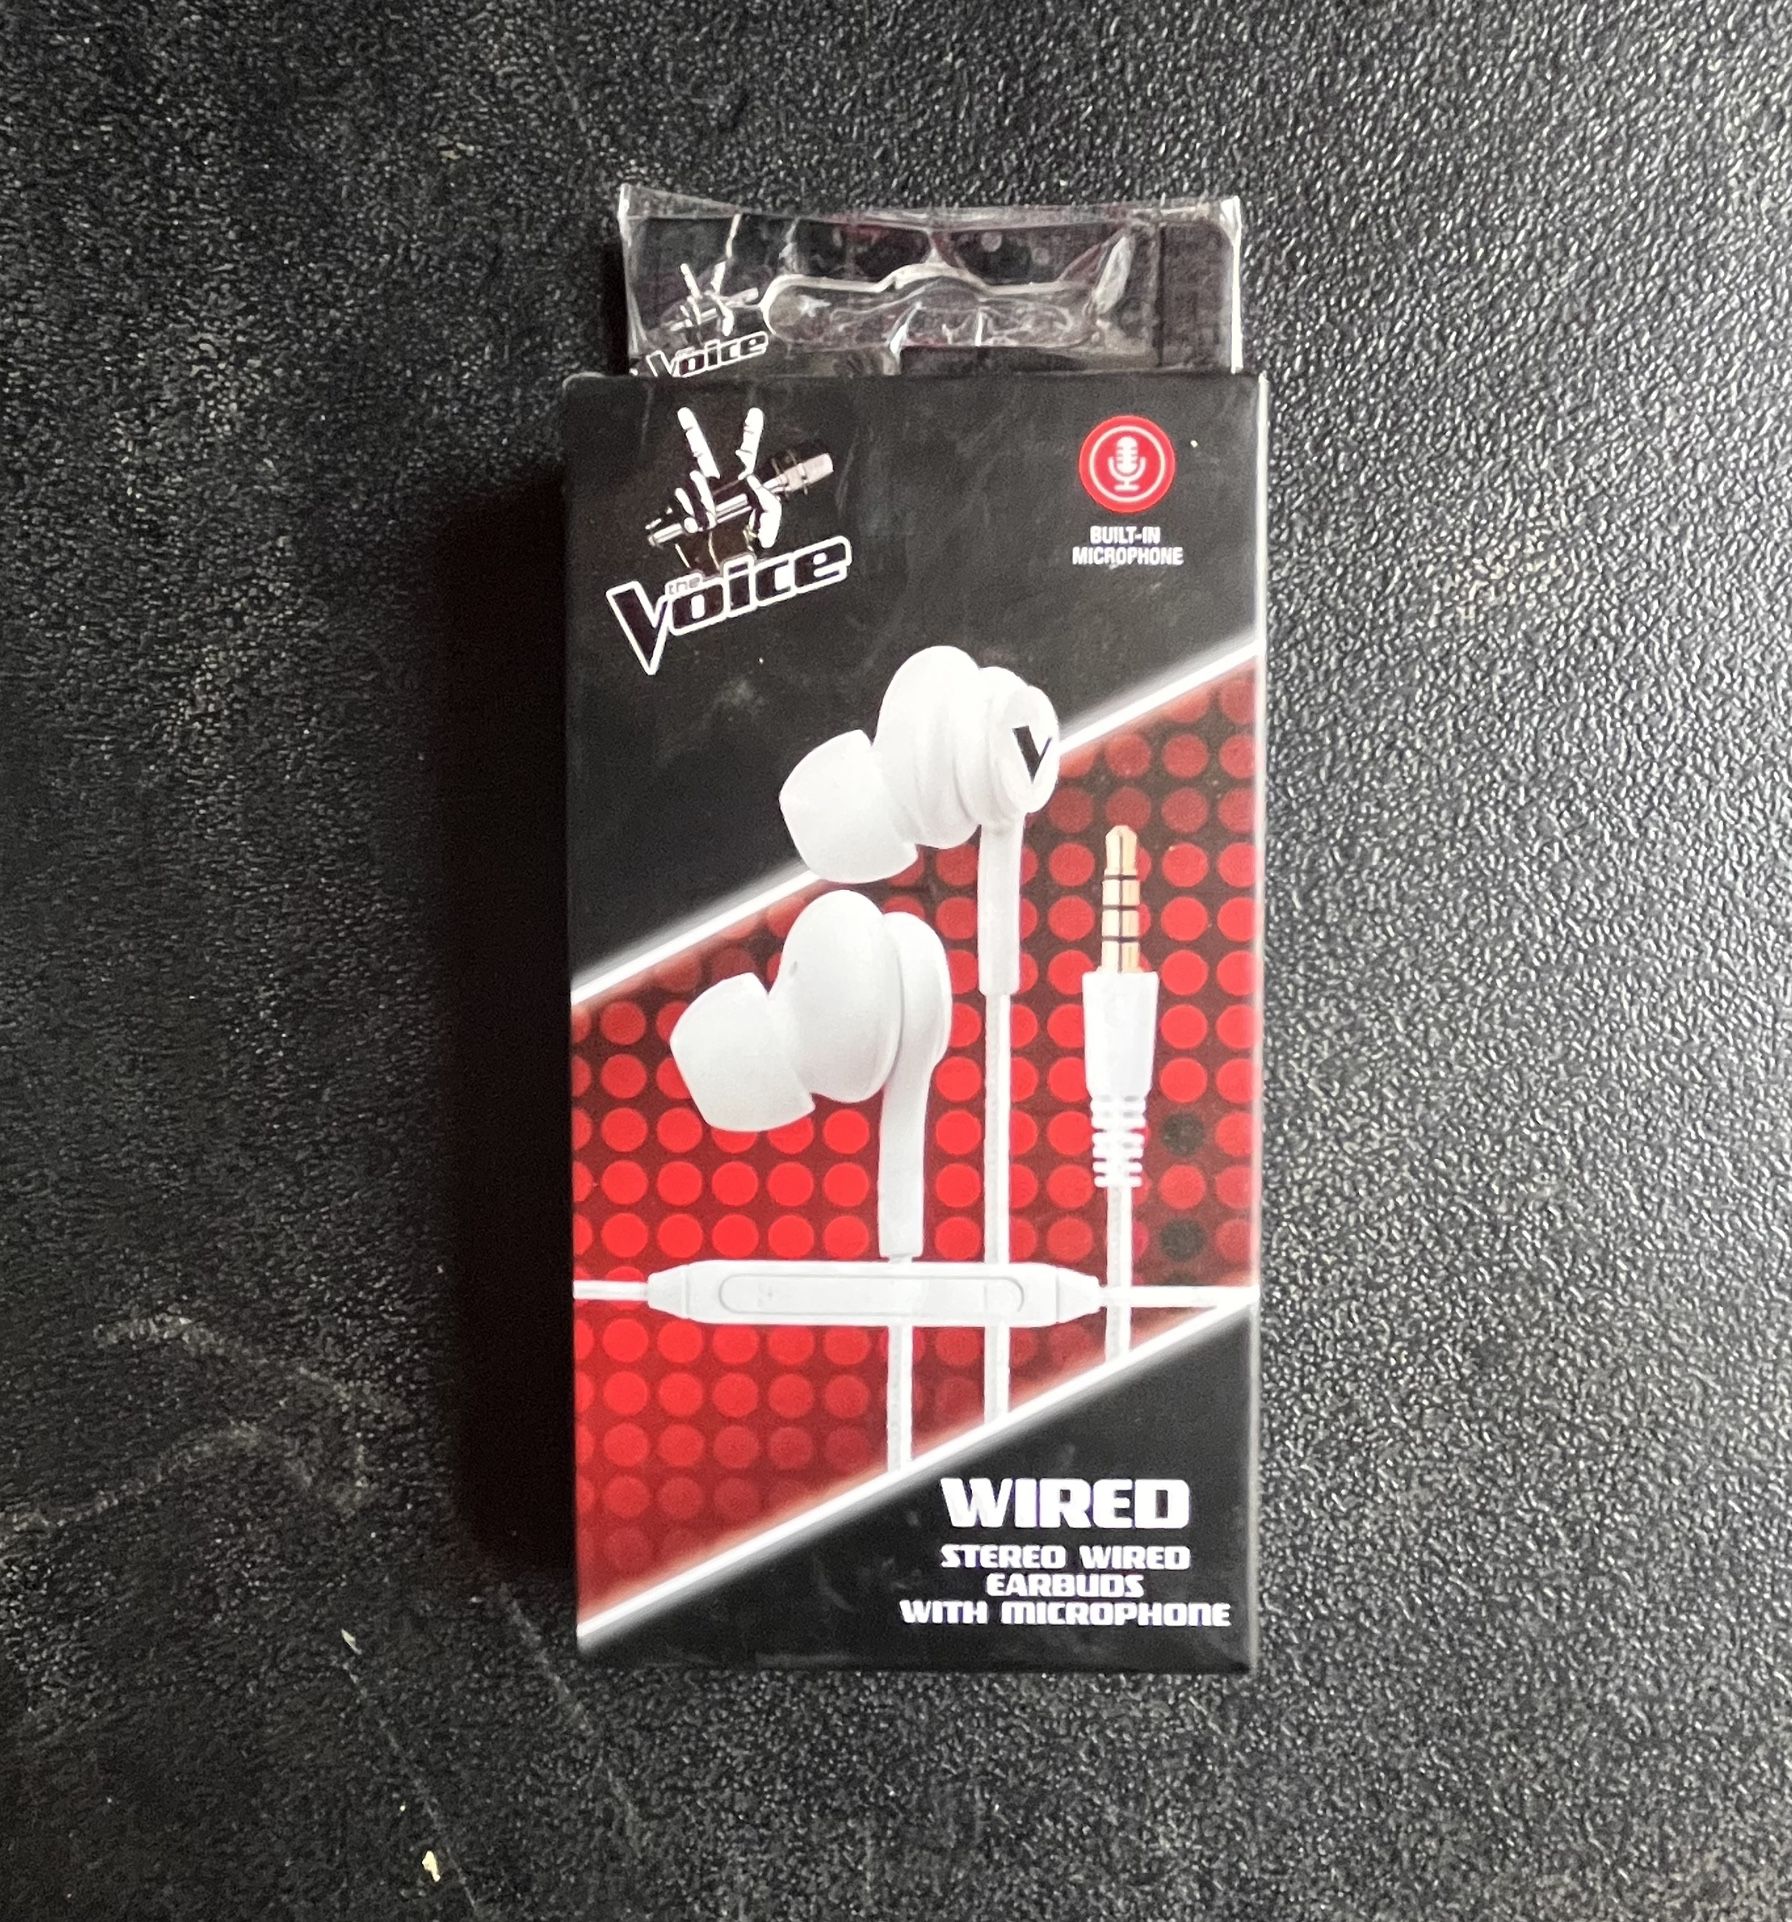 Voice
the
Voice
BUILT-IN
MICROPHONE
V
WIRED
STEREO WIRED
EARBUDS
WITH MICROPHONE